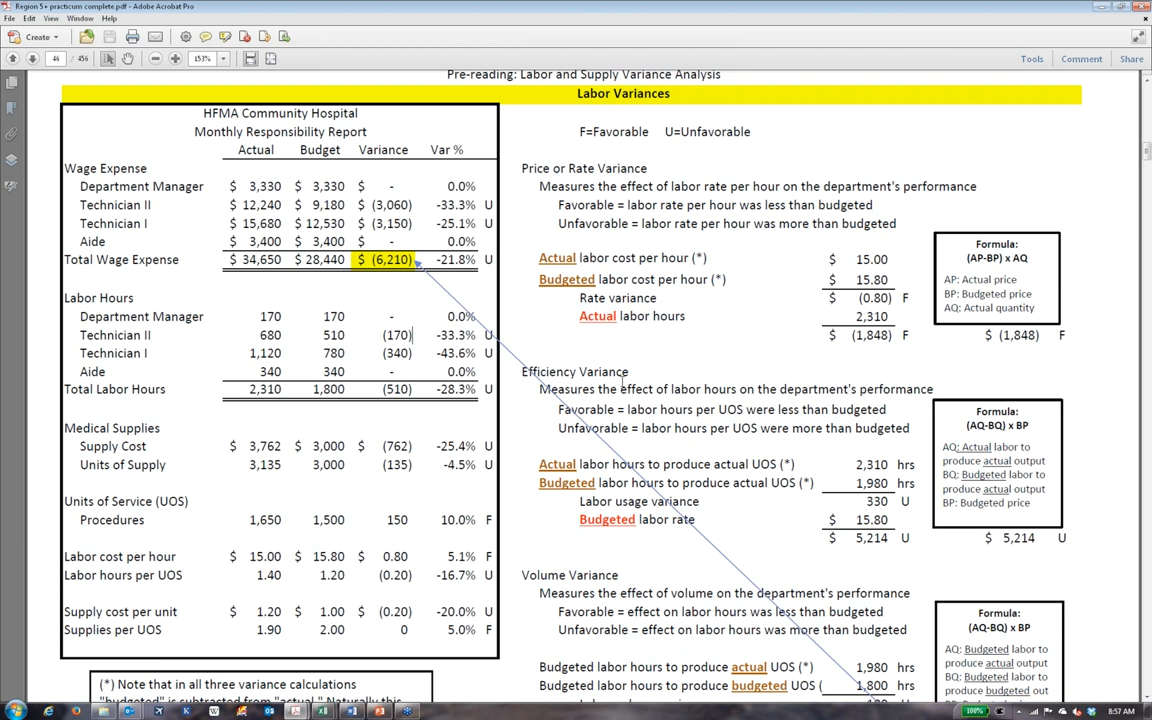 Region 5+ practicum complete.pdf - Adobe Acrobat Pro
File Edit View Window Help
Create
46 / 456 153% Tools Comment Share
Pre-reading: Labor and Supply Variance Analysis
Labor Variances
HFMA Community Hospital
Monthly Responsibility Report
Actual Budget Variance Var %
Wage Expense
Department Manager $ 3,330 $ 3,330 $ - 0.0%
Technician II $ 12,240 $ 9,180 $ (3,060) -33.3% U
Technician I $ 15,680 $ 12,530 $ (3,150) -25.1% U
Aide $ 3,400 $ 3,400 $ - 0.0%
Total Wage Expense $ 34,650 $ 28,440 $ (6,210) -21.8% U
Labor Hours
Department Manager 170 170 - 0.0%
Technician II 680 510 (170) -33.3% U
Technician I 1,120 780 (340) -43.6% U
Aide 340 340 - 0.0%
Total Labor Hours 2,310 1,800 (510) -28.3% U
Medical Supplies
Supply Cost $ 3,762 $ 3,000 $ (762) -25.4% U
Units of Supply 3,135 3,000 (135) -4.5% U
Units of Service (UOS)
Procedures 1,650 1,500 150 10.0% F
Labor cost per hour $ 15.00 $ 15.80 $ 0.80 5.1% F
Labor hours per UOS 1.40 1.20 (0.20) -16.7% U
Supply cost per unit $ 1.20 $ 1.00 $ (0.20) -20.0% U
Supplies per UOS 1.90 2.00 0 5.0% F
(*) Note that in all three variance calculations
"budgeted" is subtracted from "actual." Naturally this
F=Favorable U=Unfavorable
Price or Rate Variance
Measures the effect of labor rate per hour on the department's performance
Favorable = labor rate per hour was less than budgeted
Unfavorable = labor rate per hour was more than budgeted
Actual labor cost per hour (*) $ 15.00
Budgeted labor cost per hour (*) $ 15.80
Rate variance $ (0.80) F
Actual labor hours 2,310
$ (1,848) F $ (1,848) F
Formula:
(AP-BP) x AQ
AP: Actual price
BP: Budgeted price
AQ: Actual quantity
Efficiency Variance
Measures the effect of labor hours on the department's performance
Favorable = labor hours per UOS were less than budgeted
Unfavorable = labor hours per UOS were more than budgeted
Actual labor hours to produce actual UOS (*) 2,310 hrs
Budgeted labor hours to produce actual UOS (*) 1,980 hrs
Labor usage variance 330 U
Budgeted labor rate $ 15.80
$ 5,214 U $ 5,214 U
Formula:
(AQ-BQ) x BP
AQ: Actual labor to
produce actual output
BQ: Budgeted labor to
produce actual output
BP: Budgeted price
Volume Variance
Measures the effect of volume on the department's performance
Favorable = effect on labor hours was less than budgeted
Unfavorable = effect on labor hours was more than budgeted
Budgeted labor hours to produce actual UOS (*) 1,980 hrs
Budgeted labor hours to produce budgeted UOS ( 1,800 hrs
Formula:
(AQ-BQ) x BP
AQ: Budgeted labor to
produce actual output
BQ: Budgeted labor to
produce budgeted out
100% 8:57 AM